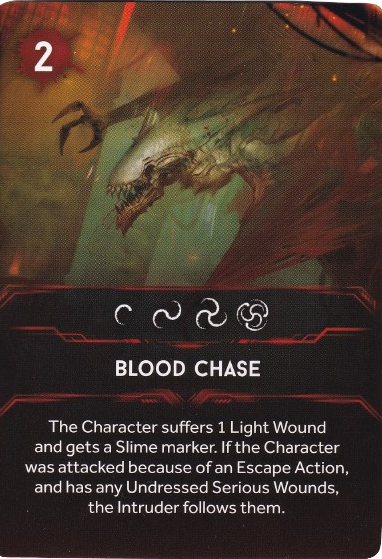 2
BLOOD CHASE
The Character suffers 1 Light Wound
and gets a Slime marker. If the Character
was attacked because of an Escape Action,
and has any Undressed Serious Wounds,
the Intruder follows them.